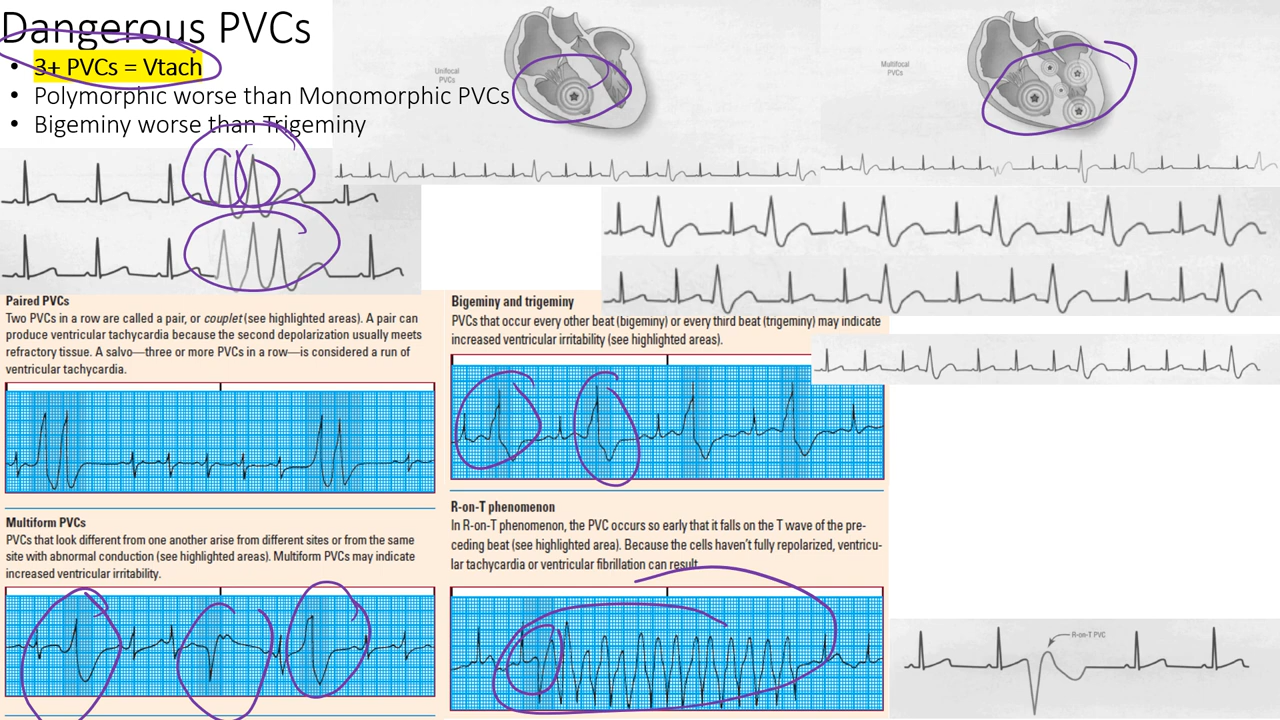 Dangerous PVCs
• 3+ PVCs = Vtach
• Polymorphic worse than Monomorphic PVCs
• Bigeminy worse than Trigeminy
Unifocal
PVCs
Multifocal
PVCs
Paired PVCs
Two PVCs in a row are called a pair, or couplet (see highlighted areas). A pair can
produce ventricular tachycardia because the second depolarization usually meets
refractory tissue. A salvo—three or more PVCs in a row—is considered a run of
ventricular tachycardia.
Bigeminy and trigeminy
PVCs that occur every other beat (bigeminy) or every third beat (trigeminy) may indicate
increased ventricular irritability (see highlighted areas).
Multiform PVCs
PVCs that look different from one another arise from different sites or from the same
site with abnormal conduction (see highlighted areas). Multiform PVCs may indicate
increased ventricular irritability.
R-on-T phenomenon
In R-on-T phenomenon, the PVC occurs so early that it falls on the T wave of the pre-
ceding beat (see highlighted area). Because the cells haven't fully repolarized, ventricu-
lar tachycardia or ventricular fibrillation can result.
R-on-T PVC